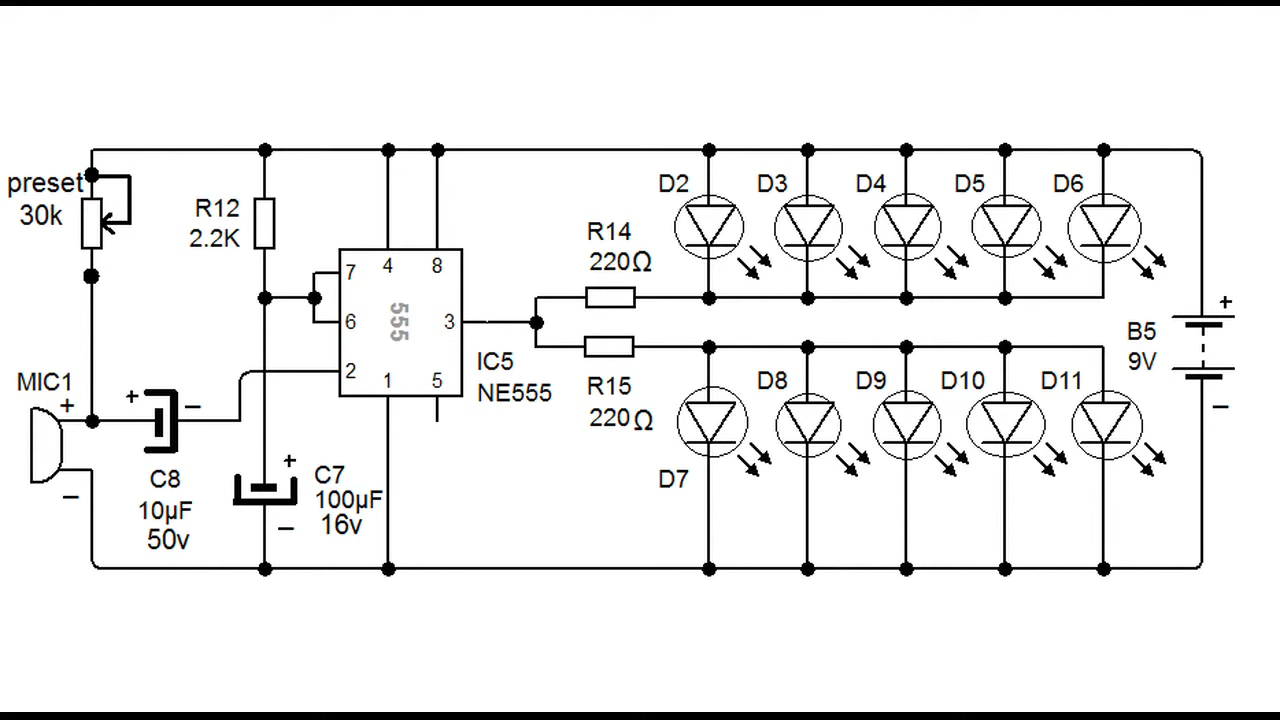 preset
30k
R12
2.2K
D2
D3
D4
D5
D6
R14
220Ω
7
4
8
6
555
3
2
1
5
IC5
NE555
R15
220Ω
+
B5
9V
–
MIC1
+
–
+
–
C8
10µF
50v
+
C7
100µF
16v
–
D7
D8
D9
D10
D11